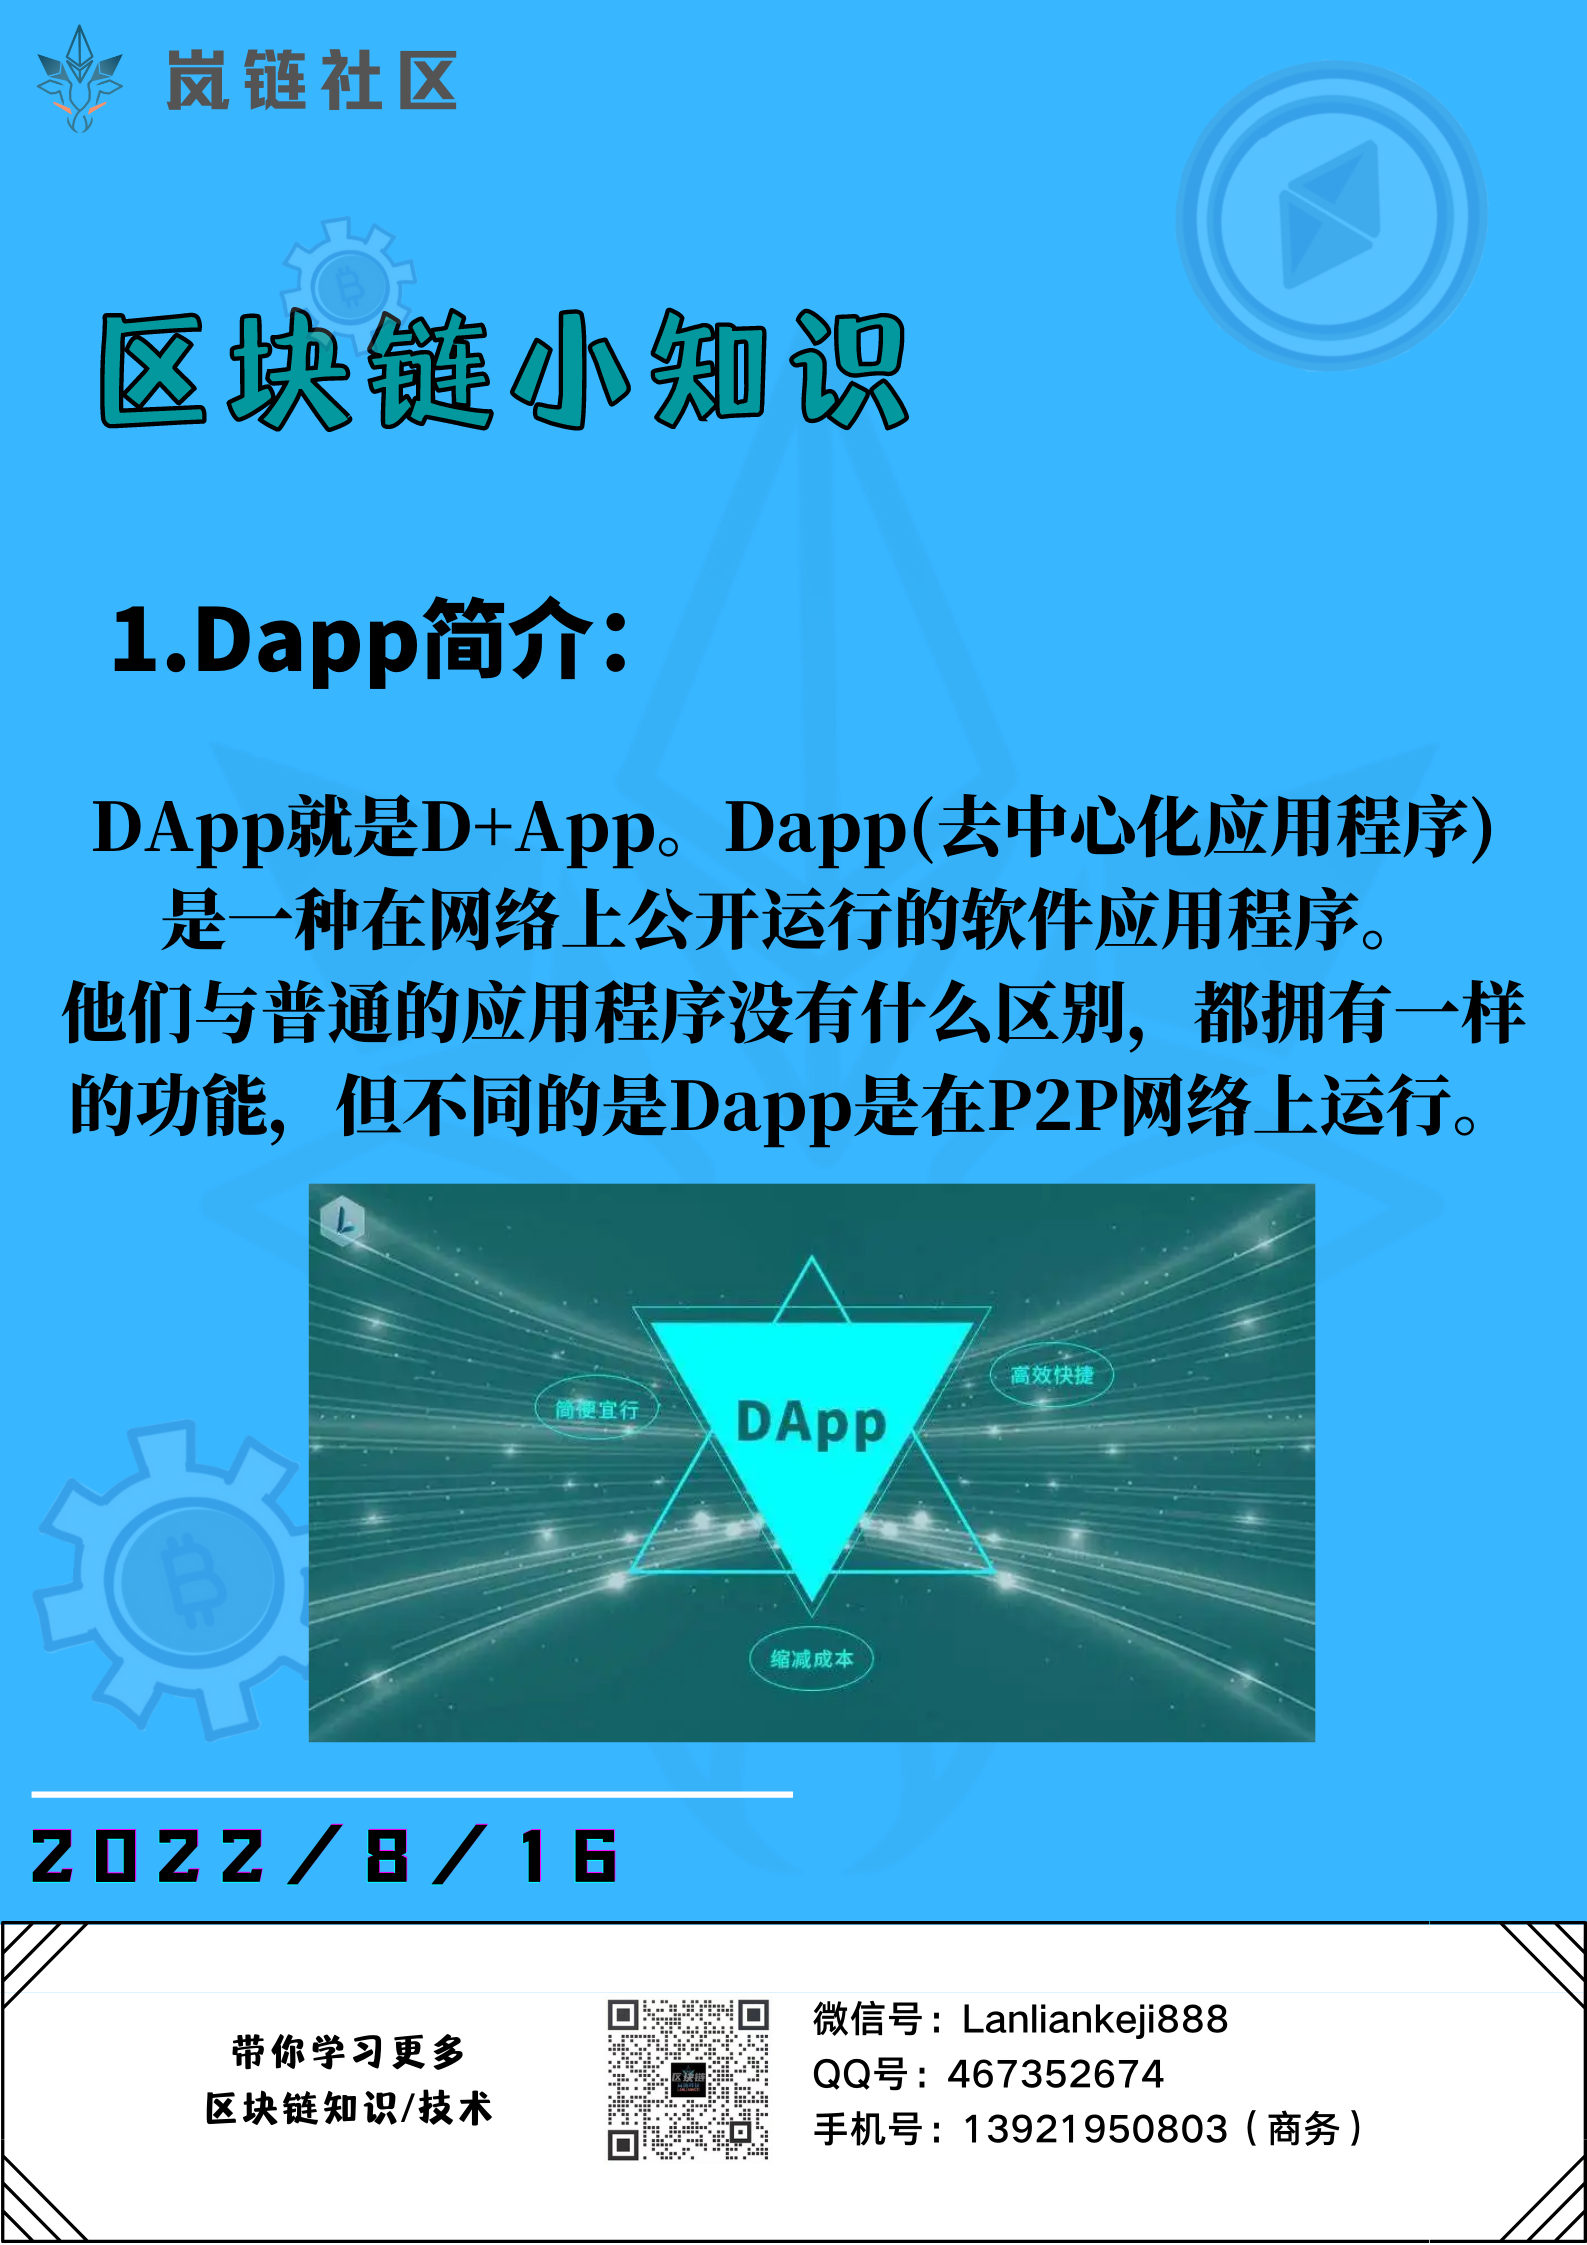 岚链社区
区块链小知识
1.Dapp简介：
DApp就是D+App。Dapp(去中心化应用程序)
是一种在网络上公开运行的软件应用程序。
他们与普通的应用程序没有什么区别，都拥有一样
的功能，但不同的是Dapp是在P2P网络上运行。
高效快捷
简便宜行
DApp
缩减成本
2022/8/16
带你学习更多
区块链知识/技术
区块链
微信号：Lanliankeji888
QQ号：467352674
手机号：13921950803（商务）